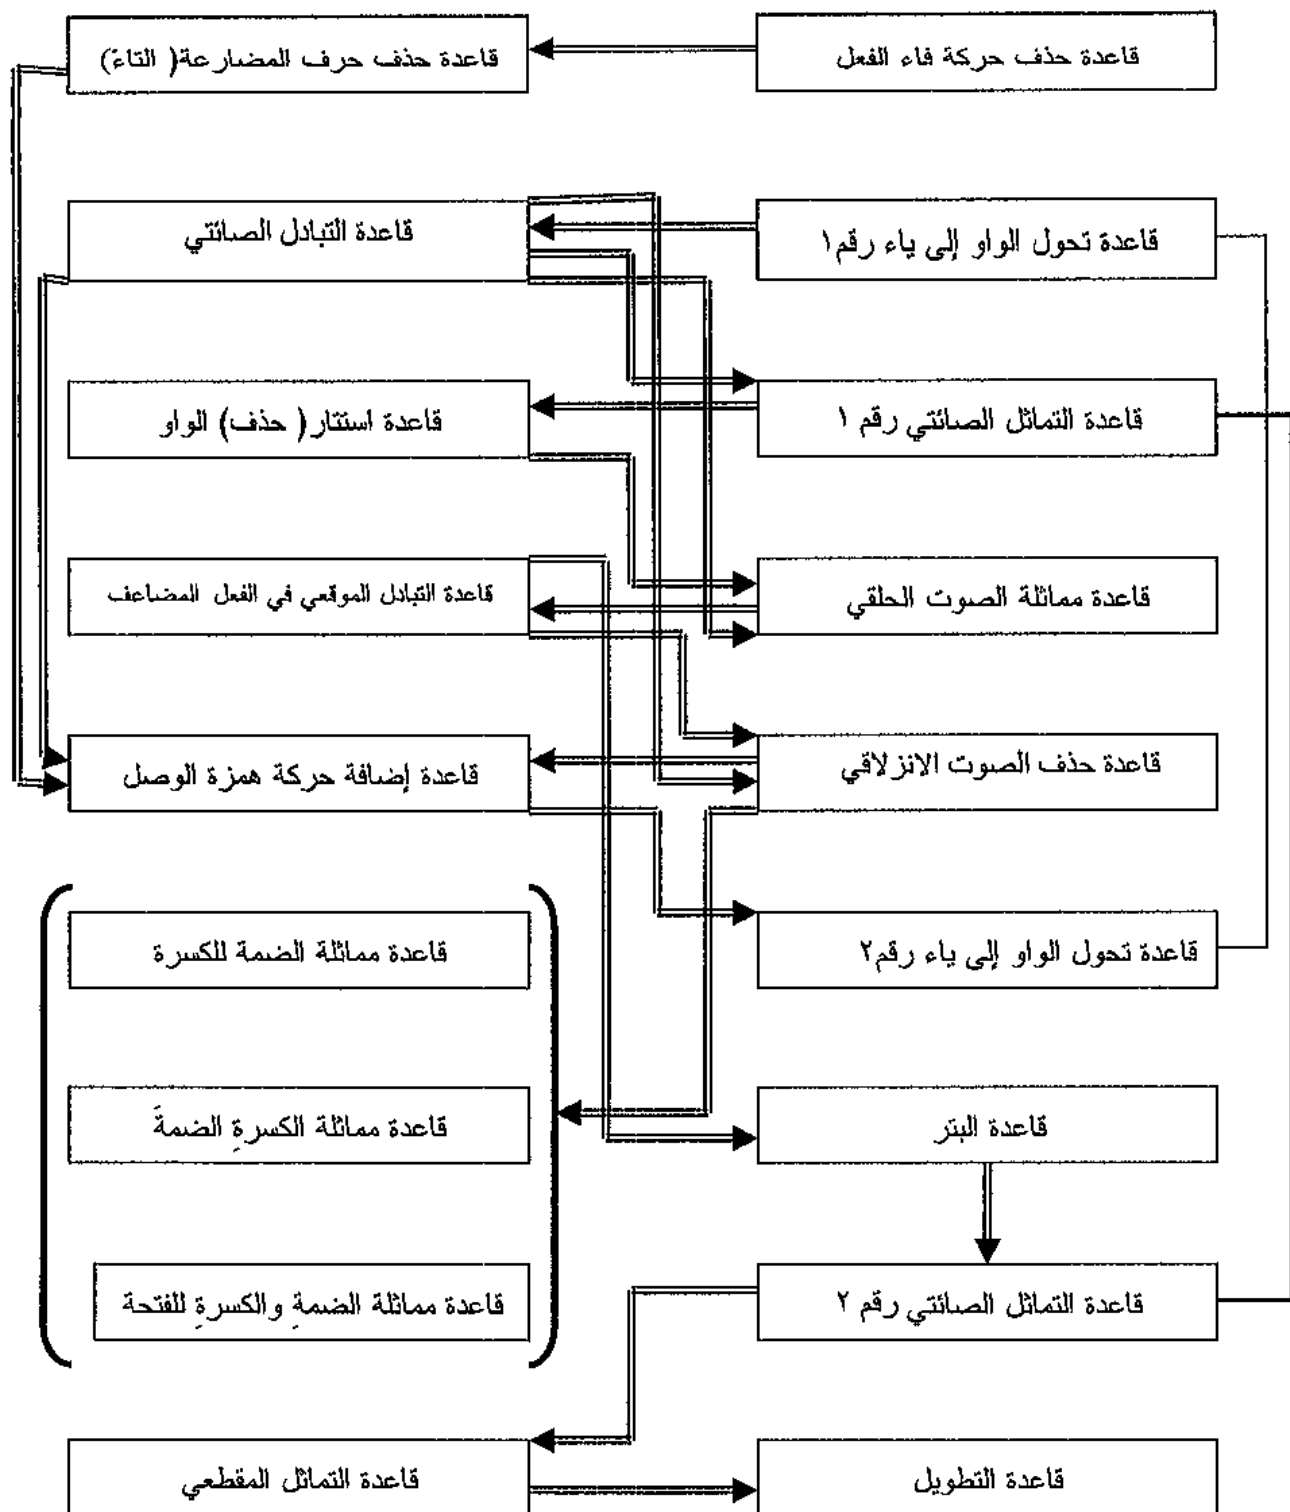 قاعدة حذف حركة فاء الفعل
قاعدة حذف حرف المضارعة( التاء)
قاعدة تحول الواو إلى ياء رقم١
قاعدة التبادل الصائتي
قاعدة التماثل الصائتي رقم ١
قاعدة استتار( حذف) الواو
قاعدة مماثلة الصوت الحلقي
قاعدة التبادل الموقعي في الفعل المضاعف
قاعدة حذف الصوت الانزلاقي
قاعدة إضافة حركة همزة الوصل
قاعدة تحول الواو إلى ياء رقم٢
قاعدة مماثلة الضمة للكسرة
قاعدة البتر
قاعدة مماثلة الكسرةِ الضمةَ
قاعدة التماثل الصائتي رقم ٢
قاعدة مماثلة الضمةِ والكسرةِ للفتحة
قاعدة التطويل
قاعدة التماثل المقطعي